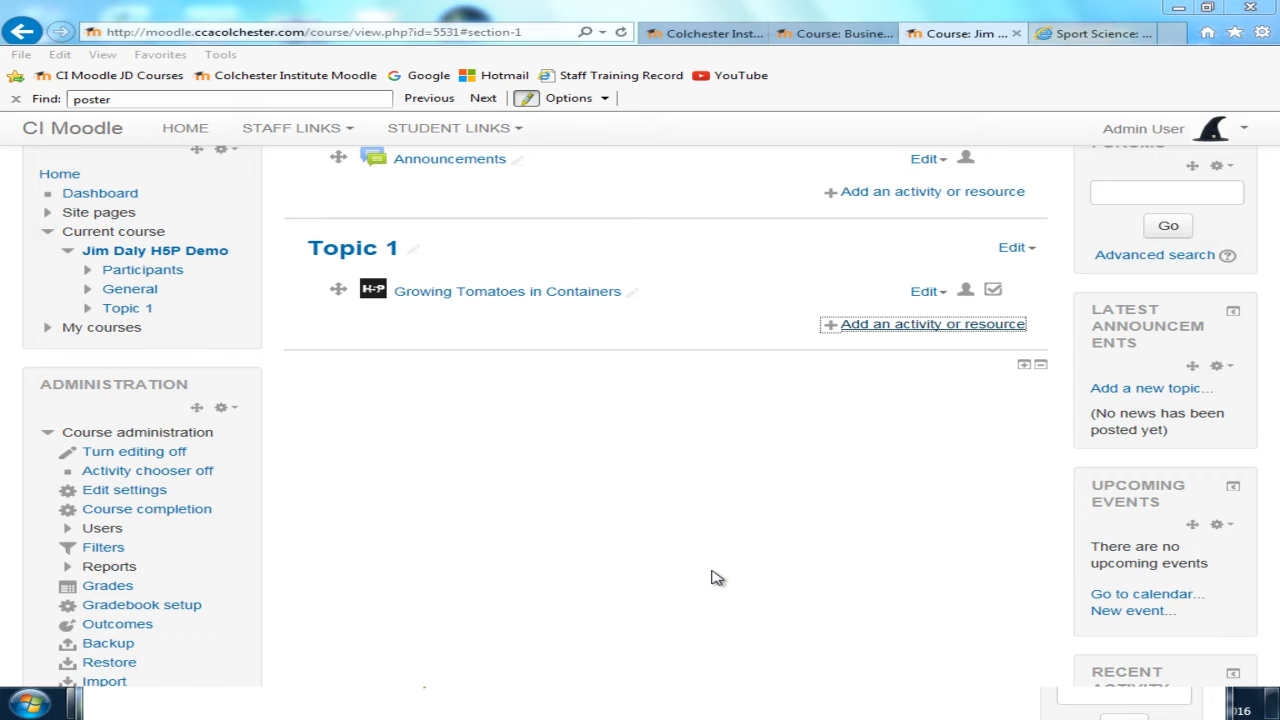 http://moodle.ccacolchester.com/course/view.php?id=5531#section-1
Colchester Inst...
Course: Busine...
Course: Jim ...
Sport Science: ...
File Edit View Favorites Tools
CI Moodle JD Courses
Colchester Institute Moodle
Google
Hotmail
Staff Training Record
YouTube
Find: poster Previous Next Options
CI Moodle HOME STAFF LINKS STUDENT LINKS Admin User
Home
Dashboard
Site pages
Current course
Jim Daly H5P Demo
Participants
General
Topic 1
My courses
ADMINISTRATION
Course administration
Turn editing off
Activity chooser off
Edit settings
Course completion
Users
Filters
Reports
Grades
Gradebook setup
Outcomes
Backup
Restore
Import
Announcements Edit
Add an activity or resource
Topic 1 Edit
H5P Growing Tomatoes in Containers Edit
Add an activity or resource
Go
Advanced search ?
LATEST
ANNOUNCEM
ENTS
Add a new topic...
(No news has been
posted yet)
UPCOMING
EVENTS
There are no
upcoming events
Go to calendar...
New event...
RECENT
016